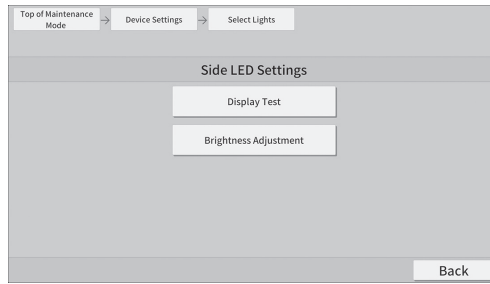 Top of Maintenance
Mode
→
Device Settings
→
Select Lights
Side LED Settings
Display Test
Brightness Adjustment
Back